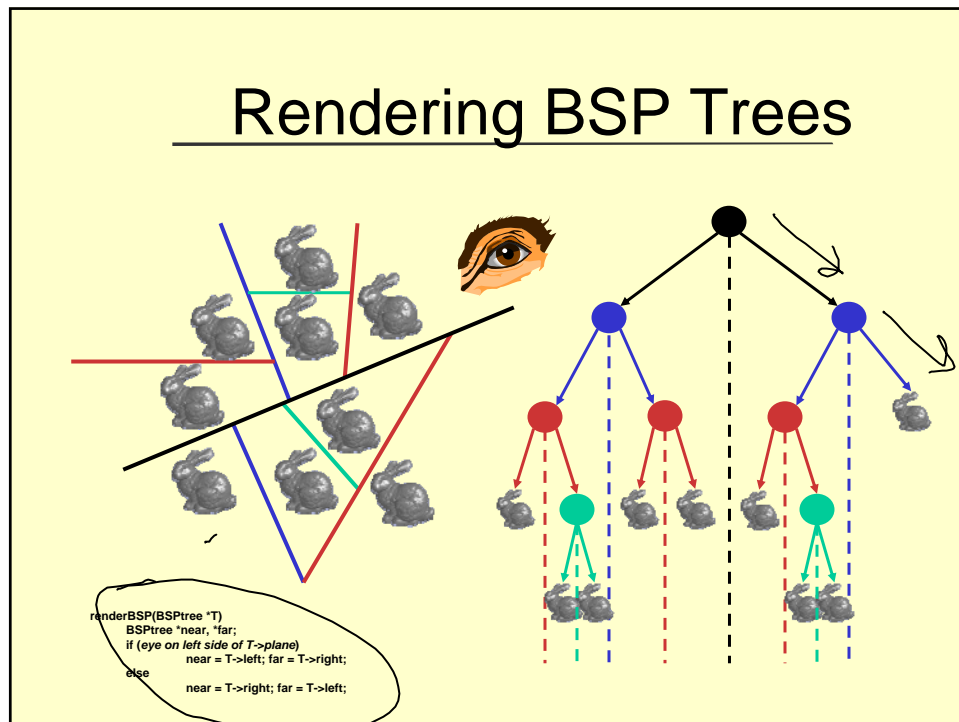 Rendering BSP Trees
renderBSP(BSPtree *T)
BSPtree *near, *far;
if (eye on left side of T->plane)
near = T->left; far = T->right;
else
near = T->right; far = T->left;